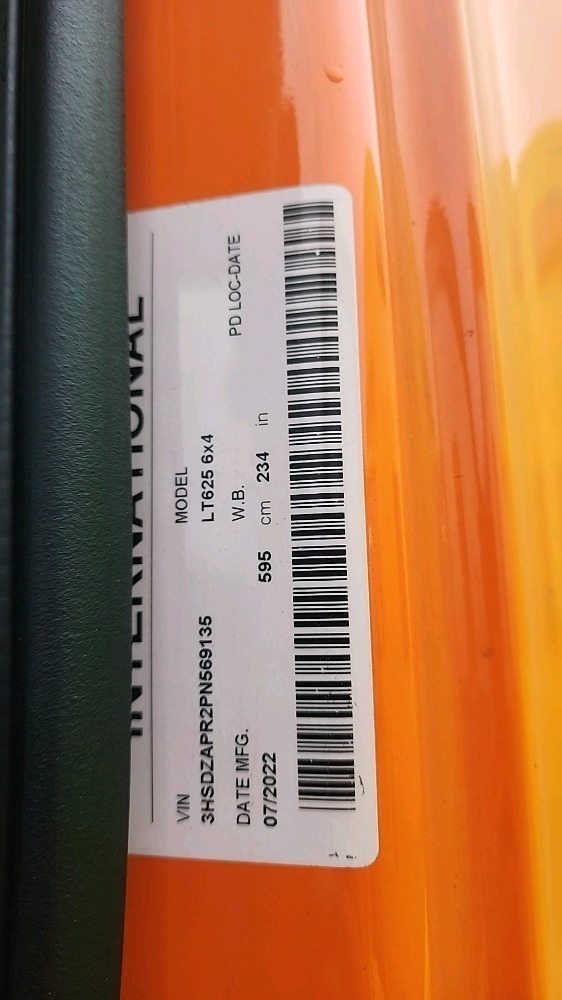 INTERNATIONAL
VIN MODEL
3HSDZAPR2PN569135 LT625 6x4
DATE MFG. W.B. PD LOC-DATE
07/2022 595 cm 234 in